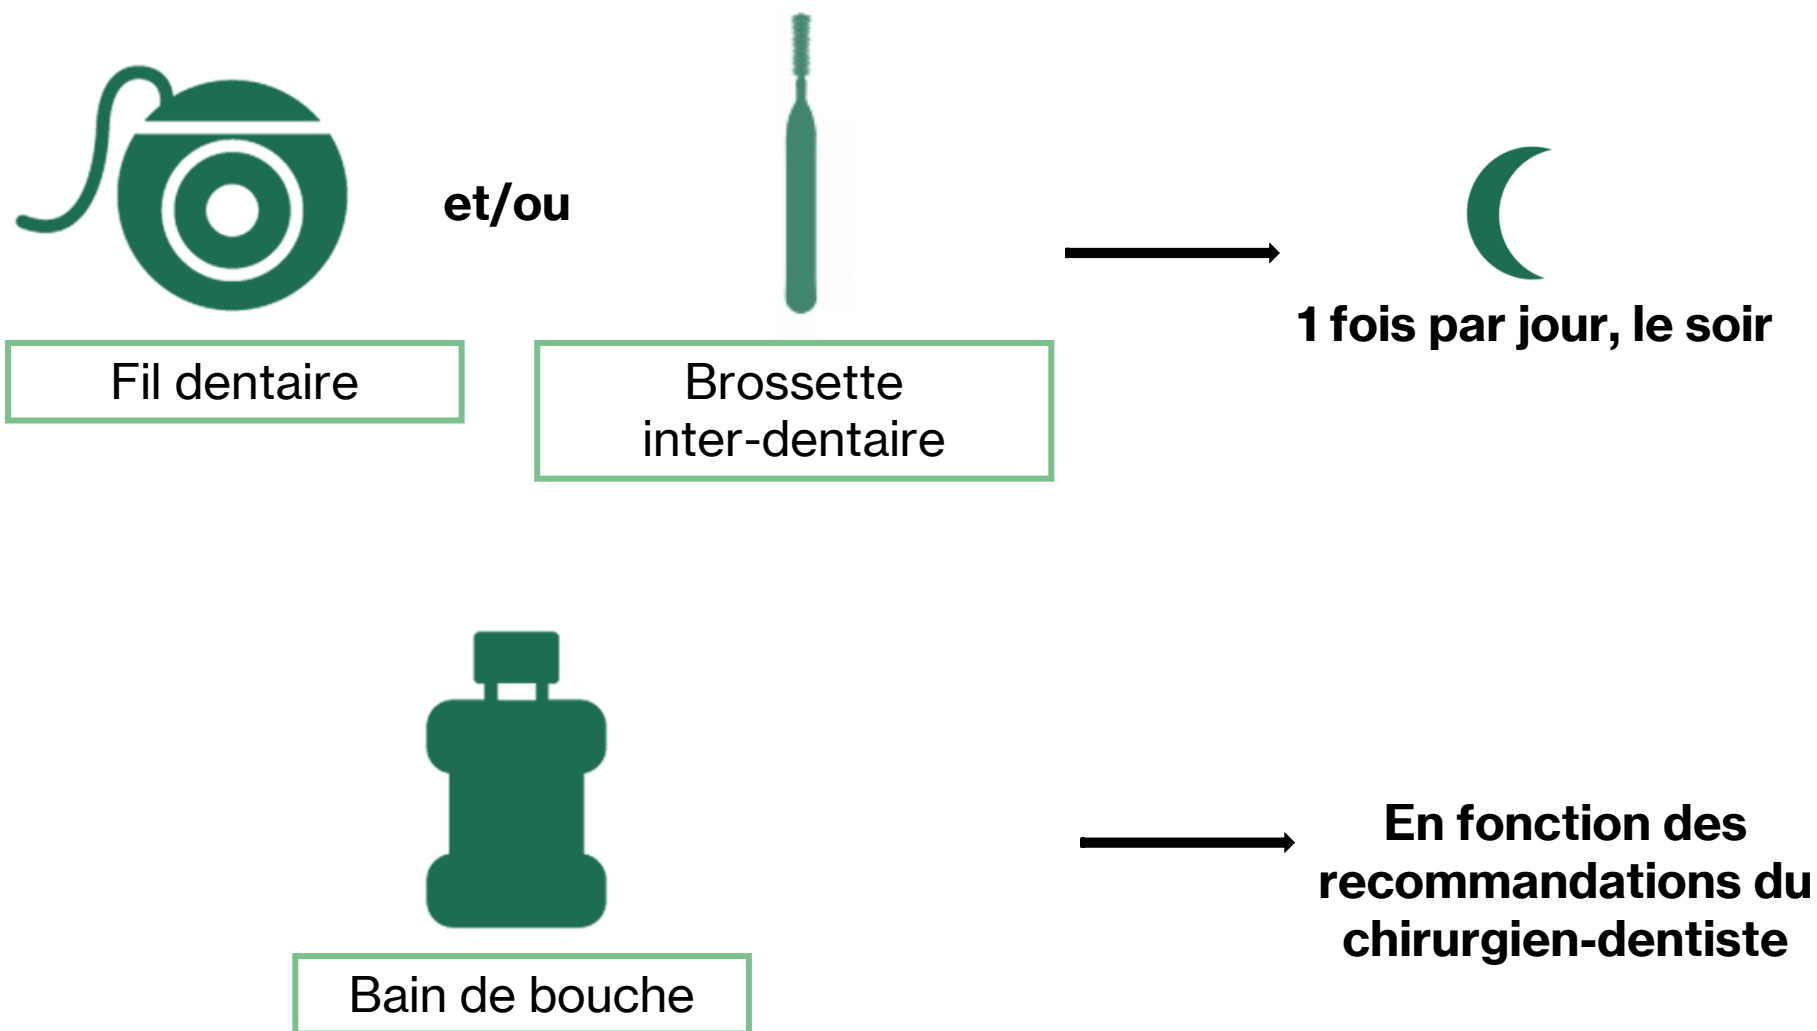 et/ou
1 fois par jour, le soir
Fil dentaire
Brossette
inter-dentaire
En fonction des
recommandations du
chirurgien-dentiste
Bain de bouche